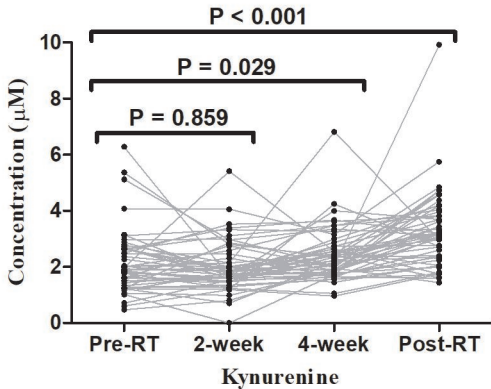 P < 0.001
P = 0.029
P = 0.859
10
8
6
4
2
0
Concentration (µM)
Pre-RT 2-week 4-week Post-RT
Kynurenine